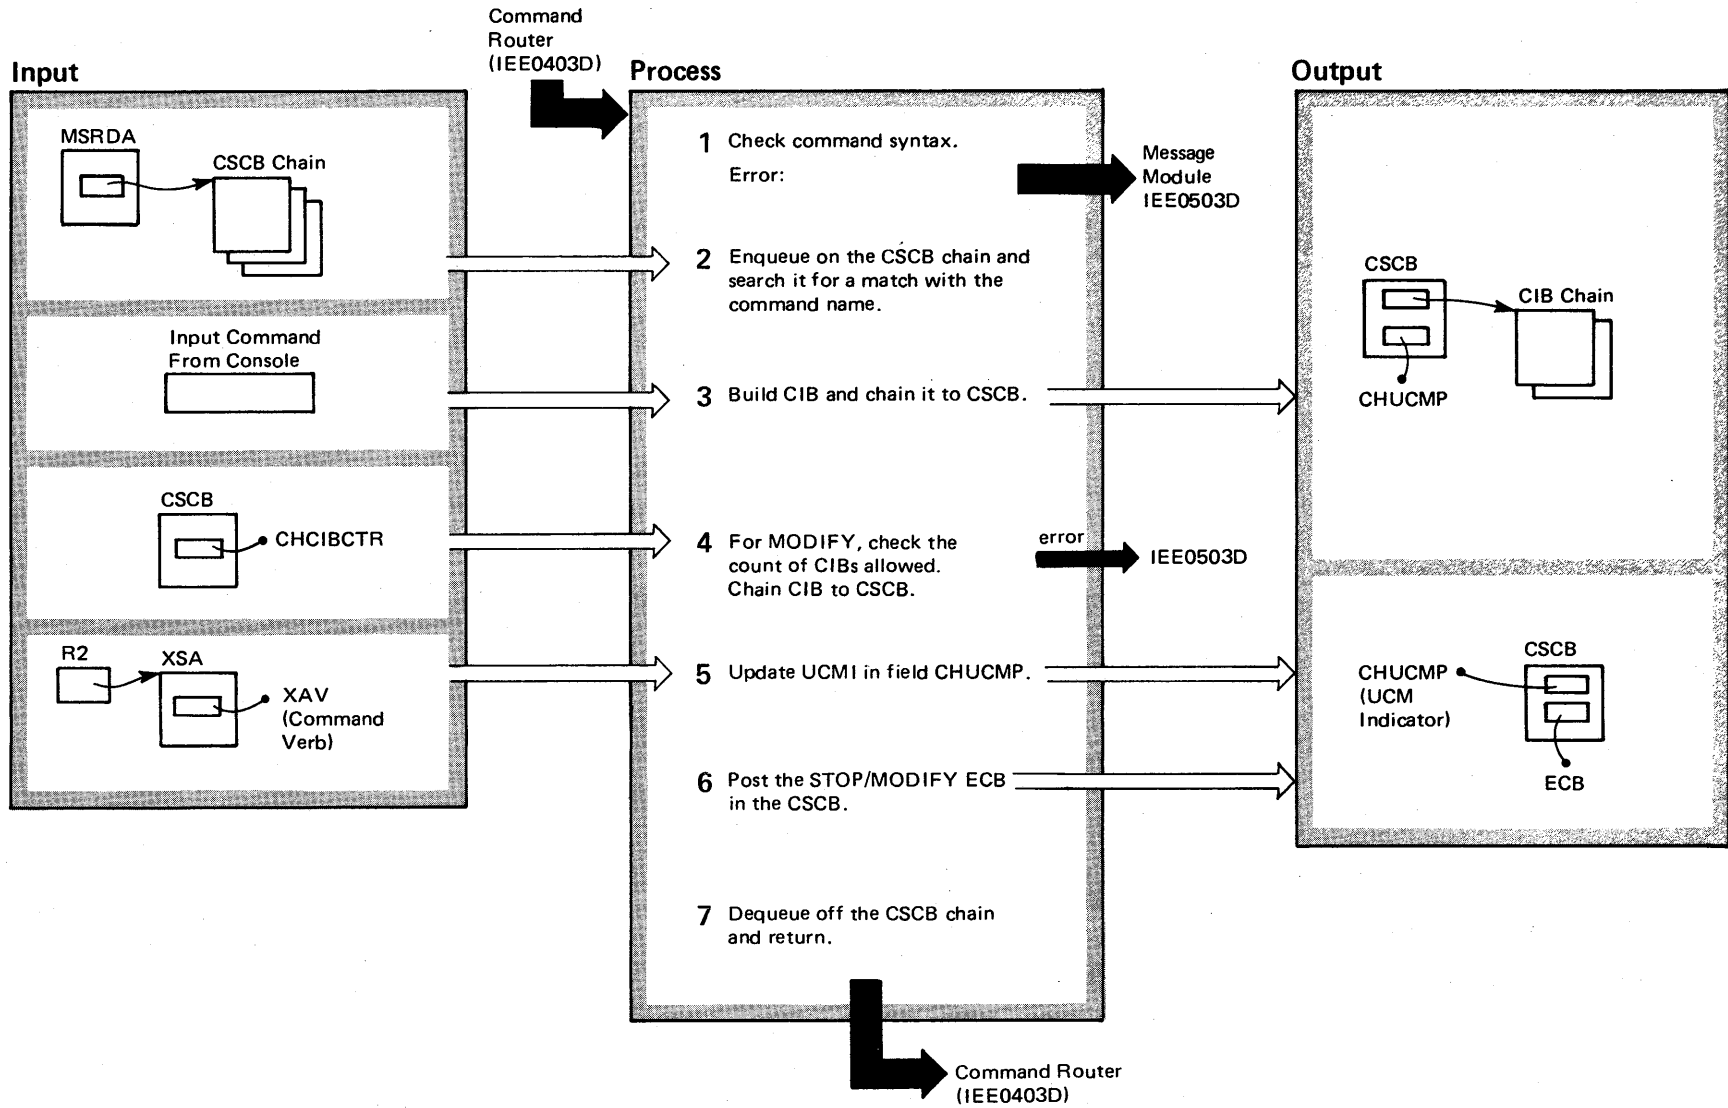 Command
Router
(IEE0403D)
Input
Process
Output
MSRDA
CSCB Chain
Input Command
From Console
CSCB
CHCIBCTR
R2
XSA
XAV
(Command
Verb)
1 Check command syntax.
Error:
Message
Module
IEE0503D
2 Enqueue on the CSCB chain and
search it for a match with the
command name.
3 Build CIB and chain it to CSCB.
4 For MODIFY, check the
count of CIBs allowed.
Chain CIB to CSCB.
error
IEE0503D
5 Update UCMI in field CHUCMP.
6 Post the STOP/MODIFY ECB
in the CSCB.
7 Dequeue off the CSCB chain
and return.
Command Router
(IEE0403D)
CSCB
CIB Chain
CHUCMP
CSCB
CHUCMP
(UCM
Indicator)
ECB